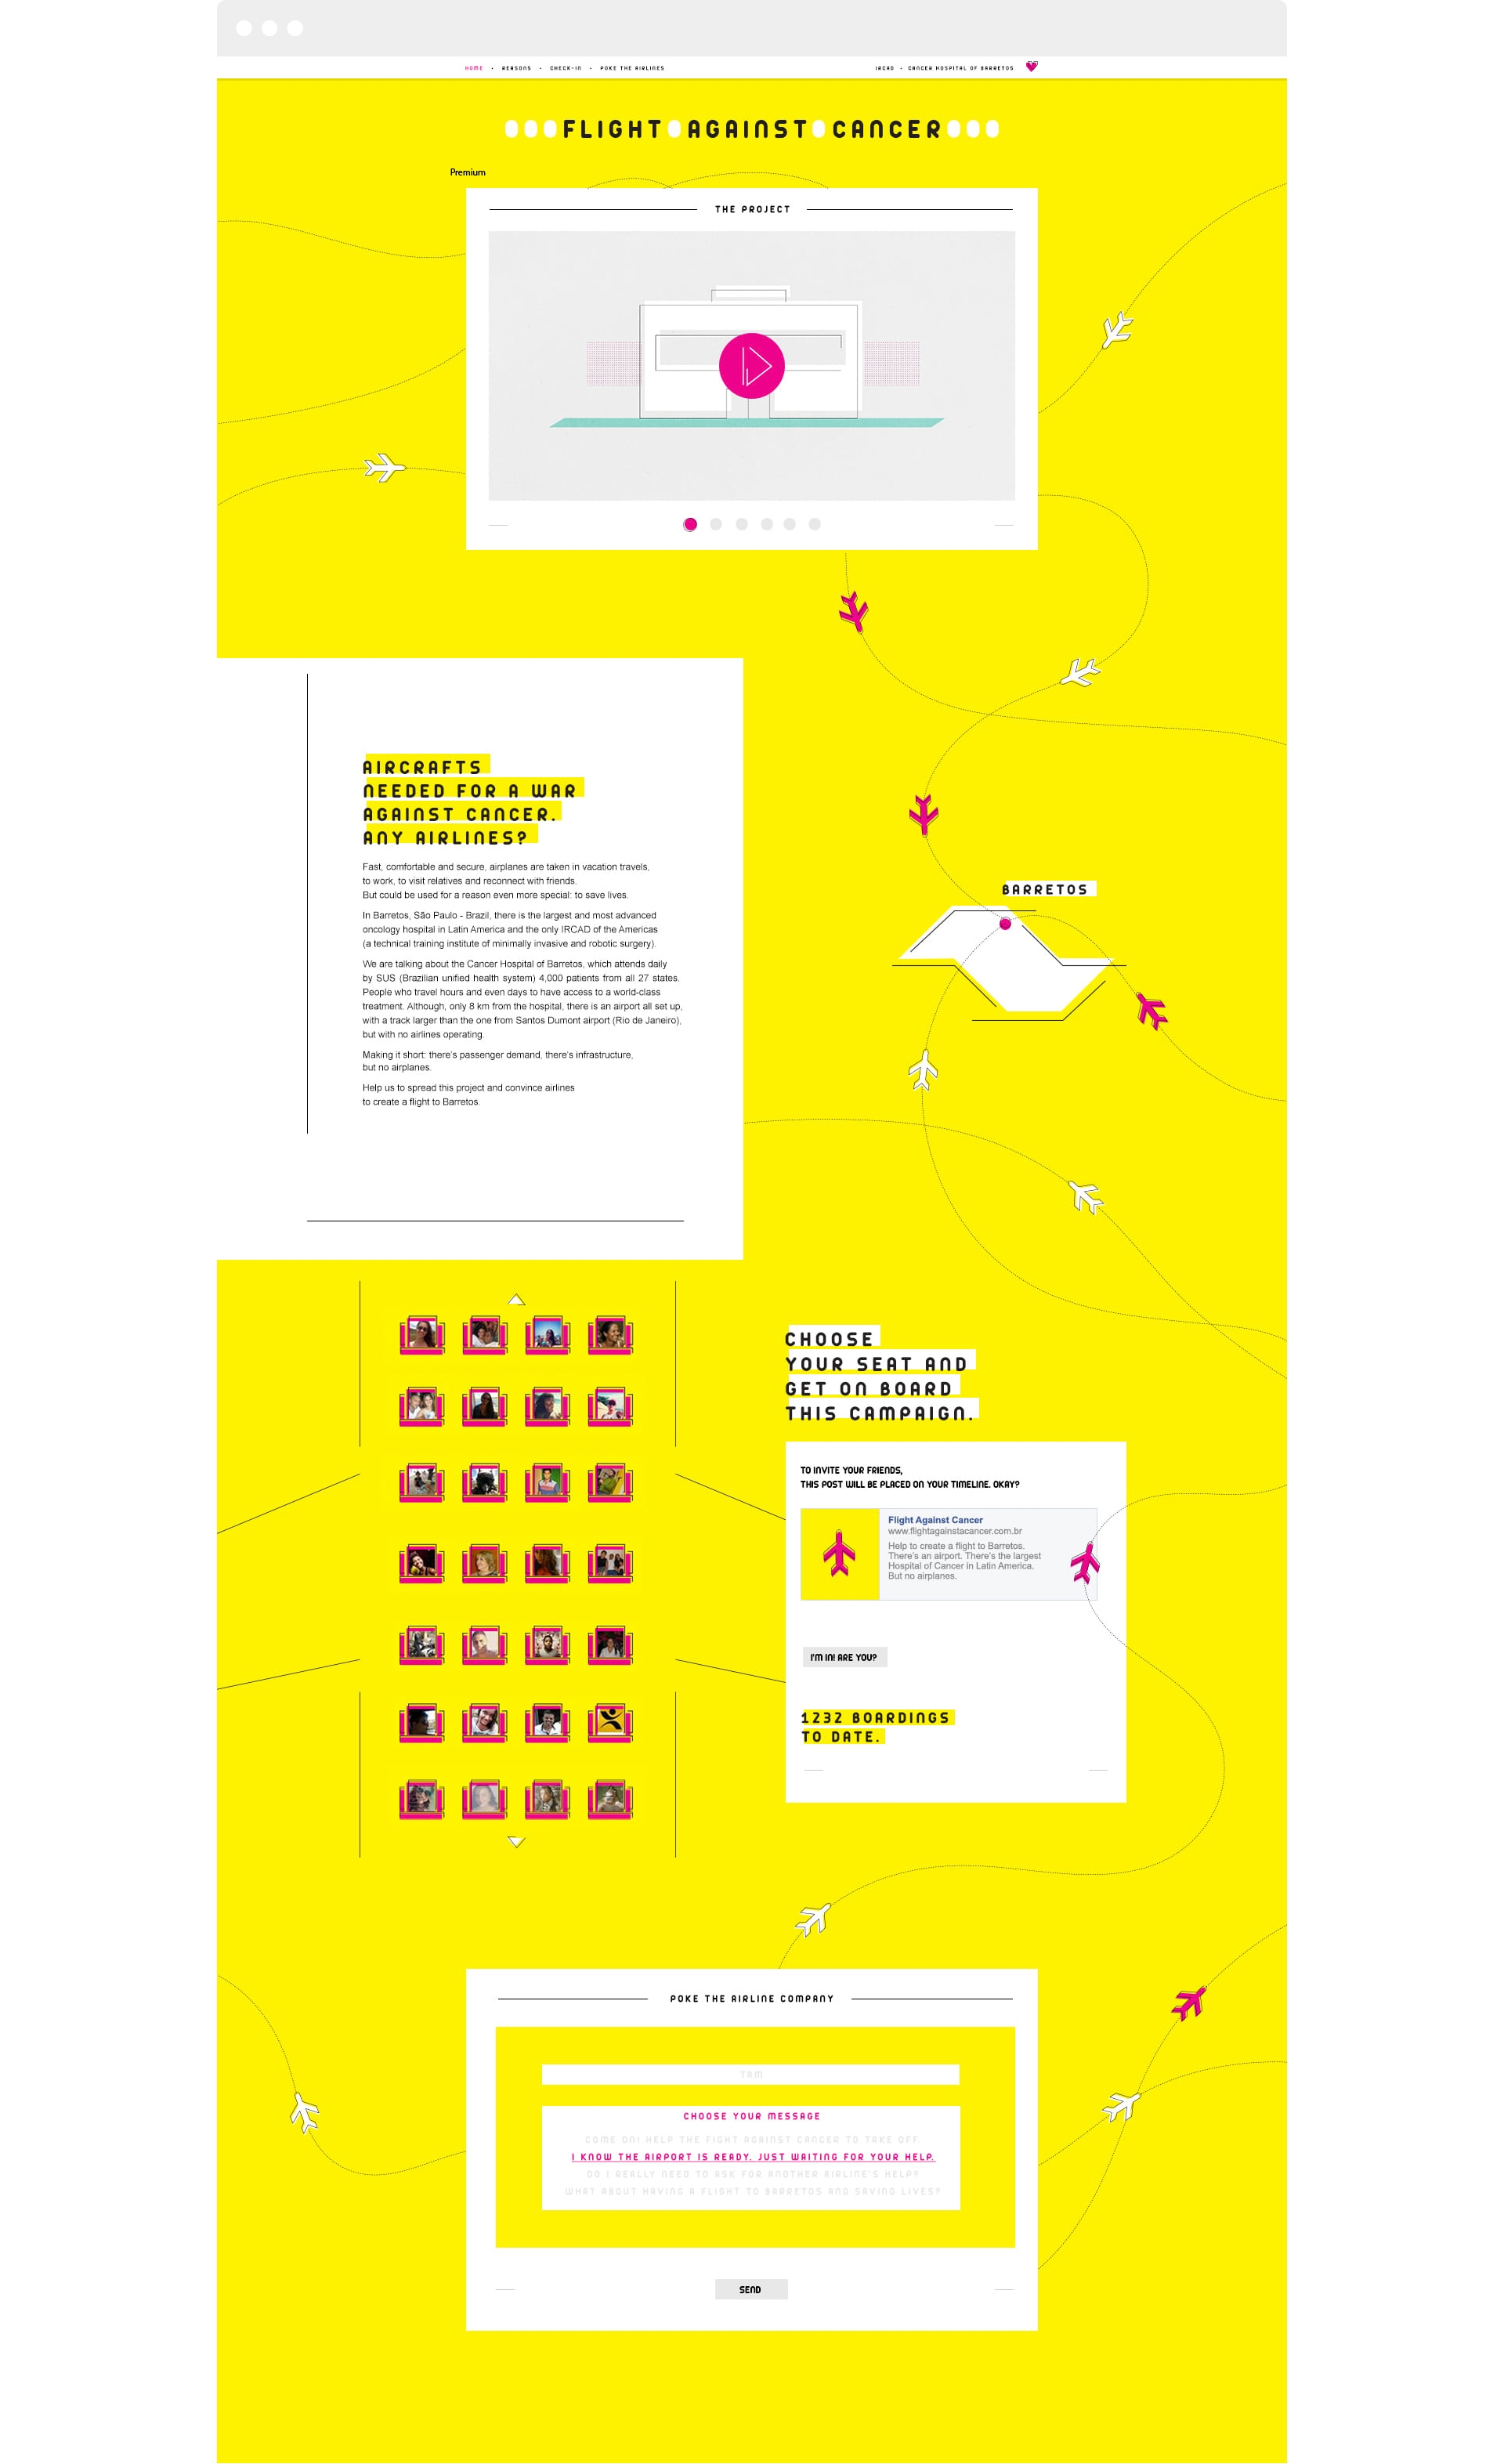 HOME • REASONS • CHECK-IN • POKE THE AIRLINES
IRCAD • CANCER HOSPITAL OF BARRETOS
FLIGHT AGAINST CANCER
Premium
THE PROJECT
AIRCRAFTS
NEEDED FOR A WAR
AGAINST CANCER.
ANY AIRLINES?
Fast, comfortable and secure, airplanes are taken in vacation travels,
to work, to visit relatives and reconnect with friends.
But could be used for a reason even more special: to save lives.
In Barretos, São Paulo - Brazil, there is the largest and most advanced
oncology hospital in Latin America and the only IRCAD of the Americas
(a technical training institute of minimally invasive and robotic surgery).
We are talking about the Cancer Hospital of Barretos, which attends daily
by SUS (Brazilian unified health system) 4,000 patients from all 27 states.
People who travel hours and even days to have access to a world-class
treatment. Although, only 8 km from the hospital, there is an airport all set up,
with a track larger than the one from Santos Dumont airport (Rio de Janeiro),
but with no airlines operating.
Making it short: there's passenger demand, there's infrastructure,
but no airplanes.
Help us to spread this project and convince airlines
to create a flight to Barretos.
BARRETOS
CHOOSE
YOUR SEAT AND
GET ON BOARD
THIS CAMPAIGN.
TO INVITE YOUR FRIENDS,
THIS POST WILL BE PLACED ON YOUR TIMELINE. OKAY?
Flight Against Cancer
www.flightagainstacancer.com.br
Help to create a flight to Barretos.
There's an airport. There's the largest
Hospital of Cancer in Latin America.
But no airplanes.
I'M IN! ARE YOU?
1232 BOARDINGS
TO DATE.
POKE THE AIRLINE COMPANY
TAM
CHOOSE YOUR MESSAGE
COME ON! HELP THE FIGHT AGAINST CANCER TO TAKE OFF.
I KNOW THE AIRPORT IS READY. JUST WAITING FOR YOUR HELP.
DO I REALLY NEED TO ASK FOR ANOTHER AIRLINE'S HELP?
WHAT ABOUT HAVING A FLIGHT TO BARRETOS AND SAVING LIVES?
SEND